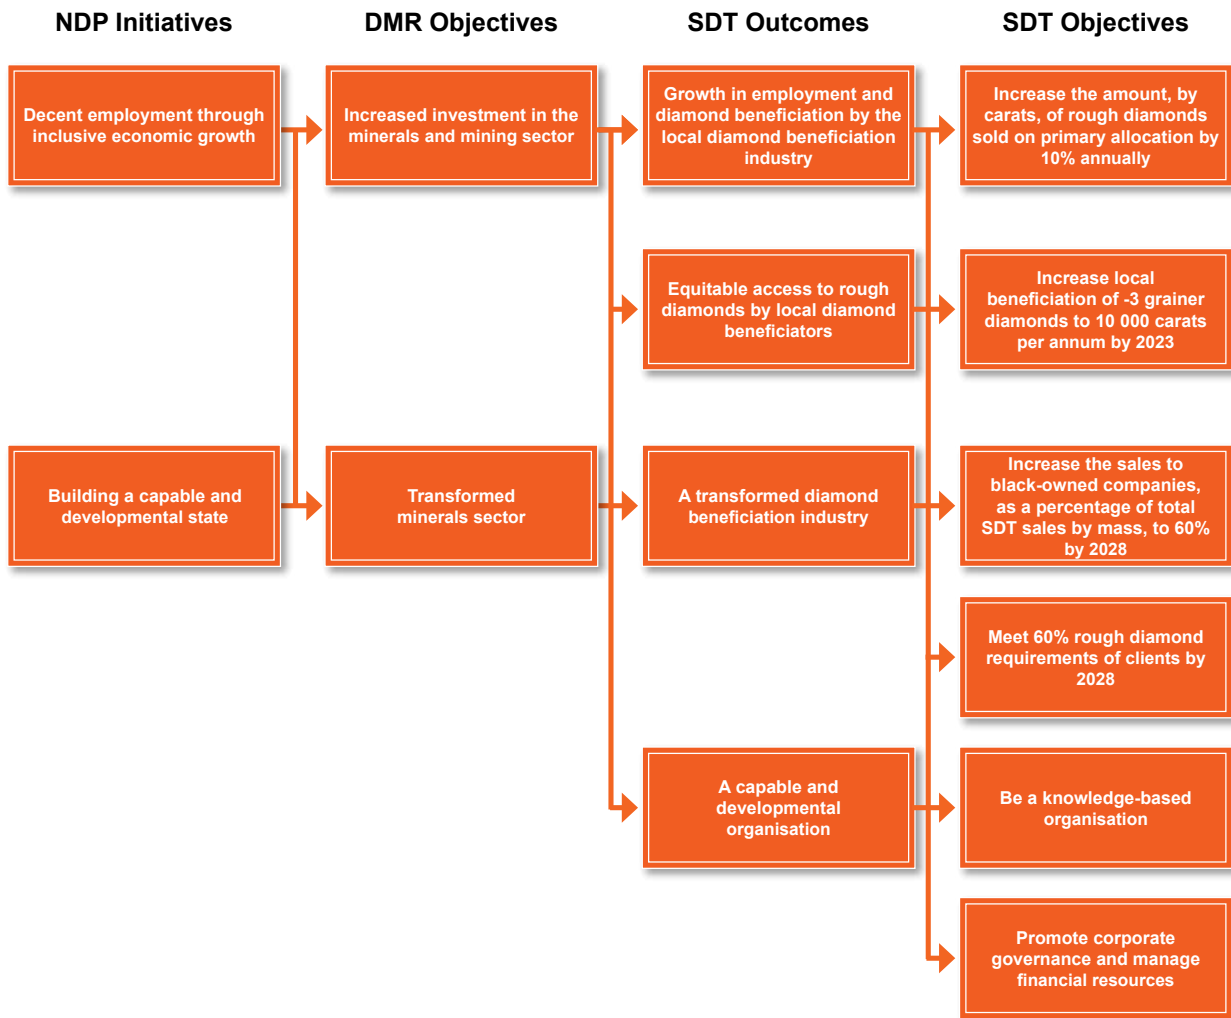 NDP Initiatives
DMR Objectives
SDT Outcomes
SDT Objectives
Decent employment through
inclusive economic growth
Increased investment in the
minerals and mining sector
Growth in employment and
diamond beneficiation by the
local diamond beneficiation
industry
Increase the amount, by
carats, of rough diamonds
sold on primary allocation by
10% annually
Equitable access to rough
diamonds by local diamond
beneficiators
Increase local
beneficiation of -3 grainer
diamonds to 10 000 carats
per annum by 2023
Building a capable and
developmental state
Transformed
minerals sector
A transformed diamond
beneficiation industry
Increase the sales to
black-owned companies,
as a percentage of total
SDT sales by mass, to 60%
by 2028
Meet 60% rough diamond
requirements of clients by
2028
A capable and
developmental
organisation
Be a knowledge-based
organisation
Promote corporate
governance and manage
financial resources